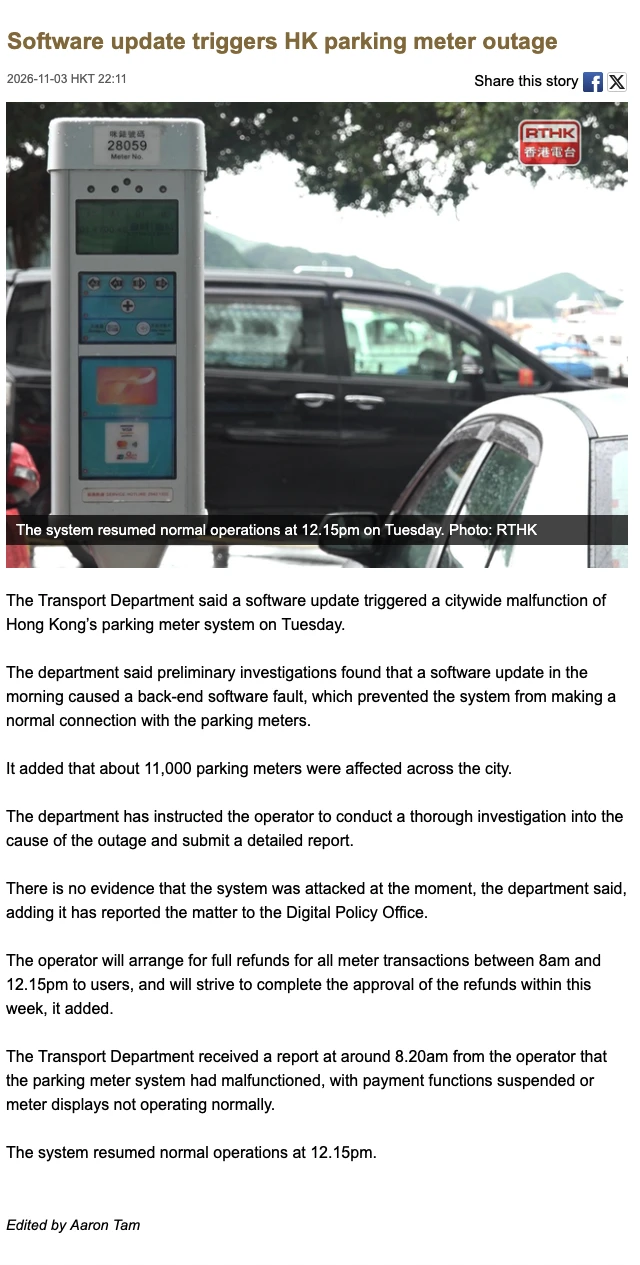 Software update triggers HK parking meter outage
2026-11-03 HKT 22:11
Share this story
咪錶號碼
28059
Meter No.
RTHK
香港電台
The system resumed normal operations at 12.15pm on Tuesday. Photo: RTHK
The Transport Department said a software update triggered a citywide malfunction of
Hong Kong’s parking meter system on Tuesday.
The department said preliminary investigations found that a software update in the
morning caused a back-end software fault, which prevented the system from making a
normal connection with the parking meters.
It added that about 11,000 parking meters were affected across the city.
The department has instructed the operator to conduct a thorough investigation into the
cause of the outage and submit a detailed report.
There is no evidence that the system was attacked at the moment, the department said,
adding it has reported the matter to the Digital Policy Office.
The operator will arrange for full refunds for all meter transactions between 8am and
12.15pm to users, and will strive to complete the approval of the refunds within this
week, it added.
The Transport Department received a report at around 8.20am from the operator that
the parking meter system had malfunctioned, with payment functions suspended or
meter displays not operating normally.
The system resumed normal operations at 12.15pm.
Edited by Aaron Tam